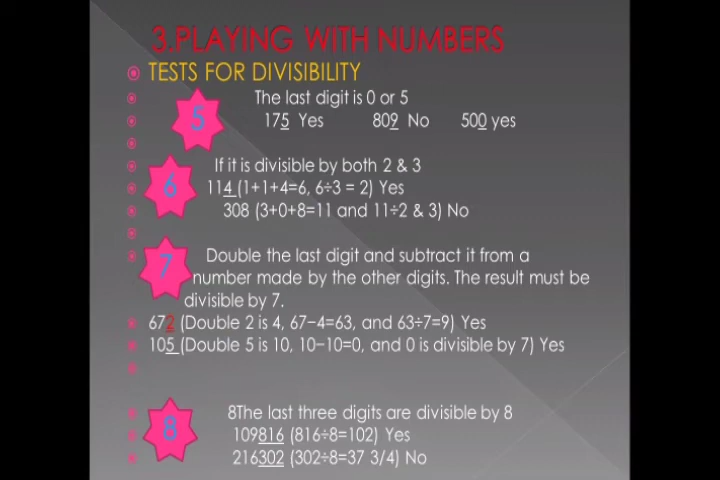 3.PLAYING WITH NUMBERS
TESTS FOR DIVISIBILITY
The last digit is 0 or 5
5
175 Yes 809 No 500 yes
If it is divisible by both 2 & 3
6
114 (1+1+4=6, 6÷3 = 2) Yes
308 (3+0+8=11 and 11÷2 & 3) No
7
Double the last digit and subtract it from a
number made by the other digits. The result must be
divisible by 7.
672 (Double 2 is 4, 67−4=63, and 63÷7=9) Yes
105 (Double 5 is 10, 10−10=0, and 0 is divisible by 7) Yes
8The last three digits are divisible by 8
8
109816 (816÷8=102) Yes
216302 (302÷8=37 3/4) No